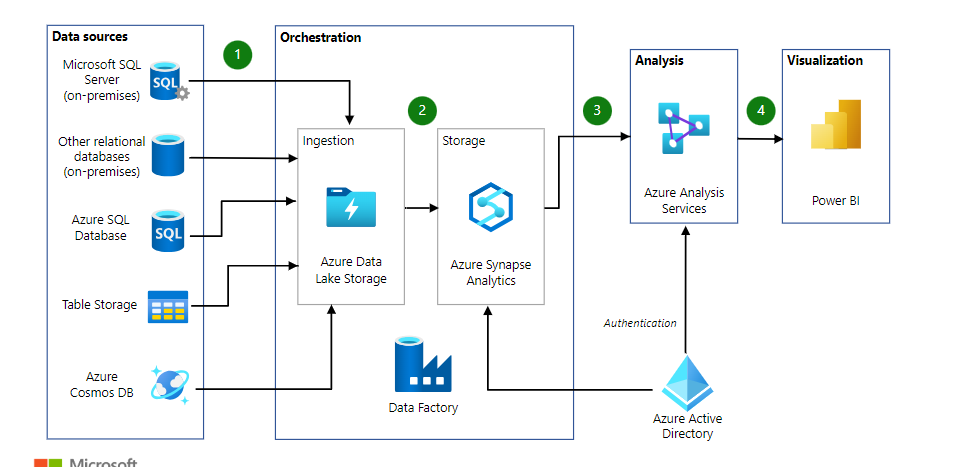 Data sources
Microsoft SQL
Server
(on-premises)
SQL
Other relational
databases
(on-premises)
Azure SQL
Database
SQL
Table Storage
Azure
Cosmos DB
1
Orchestration
2
Ingestion
Azure Data
Lake Storage
Storage
Azure Synapse
Analytics
Data Factory
3
Analysis
Azure Analysis
Services
4
Visualization
Power BI
Authentication
Azure Active
Directory
Microsoft